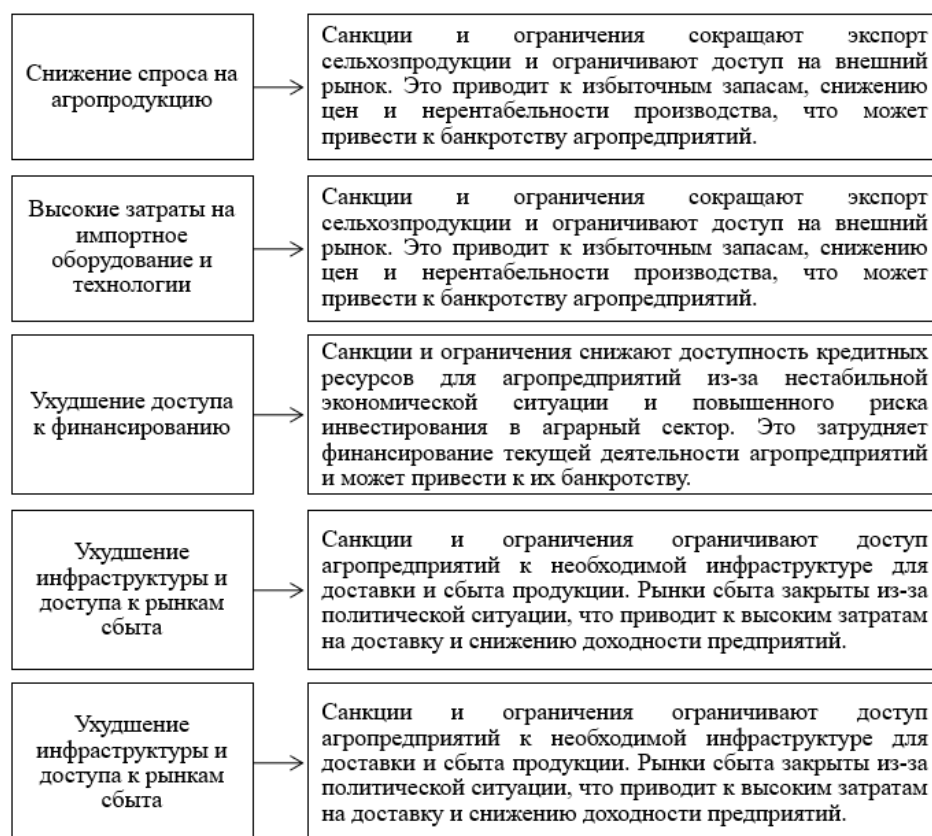 Снижение спроса на
агропродукцию
Санкции и ограничения сокращают экспорт
сельхозпродукции и ограничивают доступ на внешний
рынок. Это приводит к избыточным запасам, снижению
цен и нерентабельности производства, что может
привести к банкротству агропредприятий.
Высокие затраты на
импортное
оборудование и
технологии
Санкции и ограничения сокращают экспорт
сельхозпродукции и ограничивают доступ на внешний
рынок. Это приводит к избыточным запасам, снижению
цен и нерентабельности производства, что может
привести к банкротству агропредприятий.
Ухудшение доступа
к финансированию
Санкции и ограничения снижают доступность кредитных
ресурсов для агропредприятий из-за нестабильной
экономической ситуации и повышенного риска
инвестирования в аграрный сектор. Это затрудняет
финансирование текущей деятельности агропредприятий
и может привести к их банкротству.
Ухудшение
инфраструктуры и
доступа к рынкам
сбыта
Санкции и ограничения ограничивают доступ
агропредприятий к необходимой инфраструктуре для
доставки и сбыта продукции. Рынки сбыта закрыты из-за
политической ситуации, что приводит к высоким затратам
на доставку и снижению доходности предприятий.
Ухудшение
инфраструктуры и
доступа к рынкам
сбыта
Санкции и ограничения ограничивают доступ
агропредприятий к необходимой инфраструктуре для
доставки и сбыта продукции. Рынки сбыта закрыты из-за
политической ситуации, что приводит к высоким затратам
на доставку и снижению доходности предприятий.